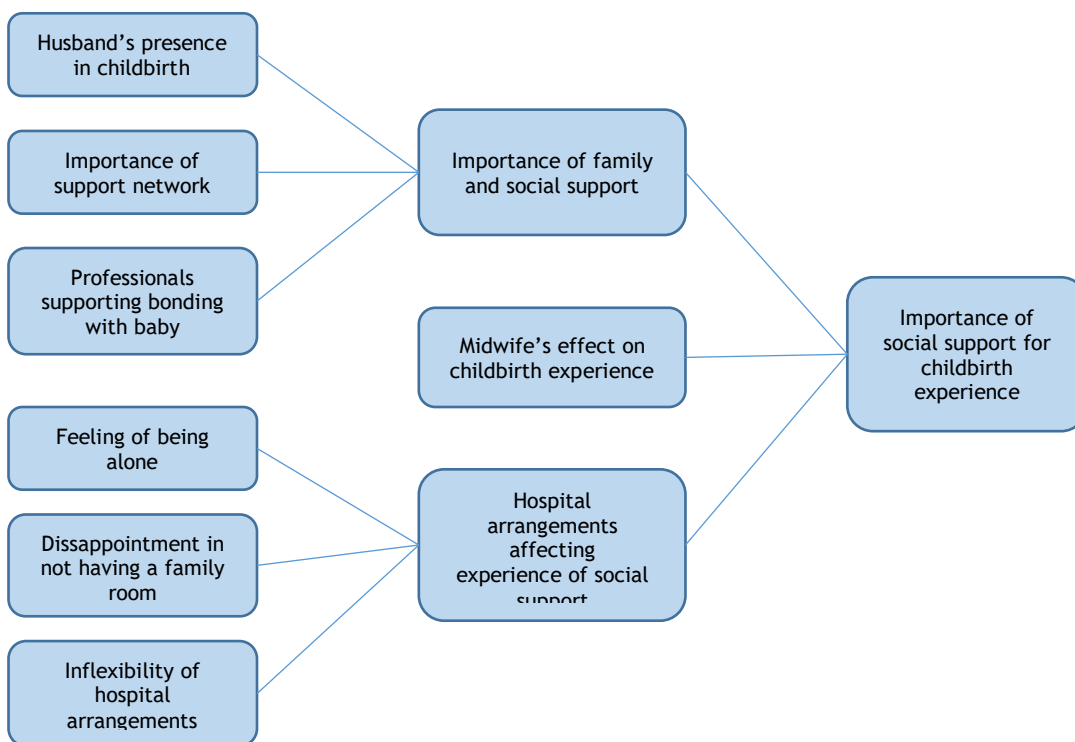 Husband’s presence
in childbirth
Importance of
support network
Professionals
supporting bonding
with baby
Feeling of being
alone
Dissappointment in
not having a family
room
Inflexibility of
hospital
arrangements
Importance of family
and social support
Midwife’s effect on
childbirth experience
Hospital
arrangements
affecting
experience of social
support
Importance of
social support for
childbirth
experience